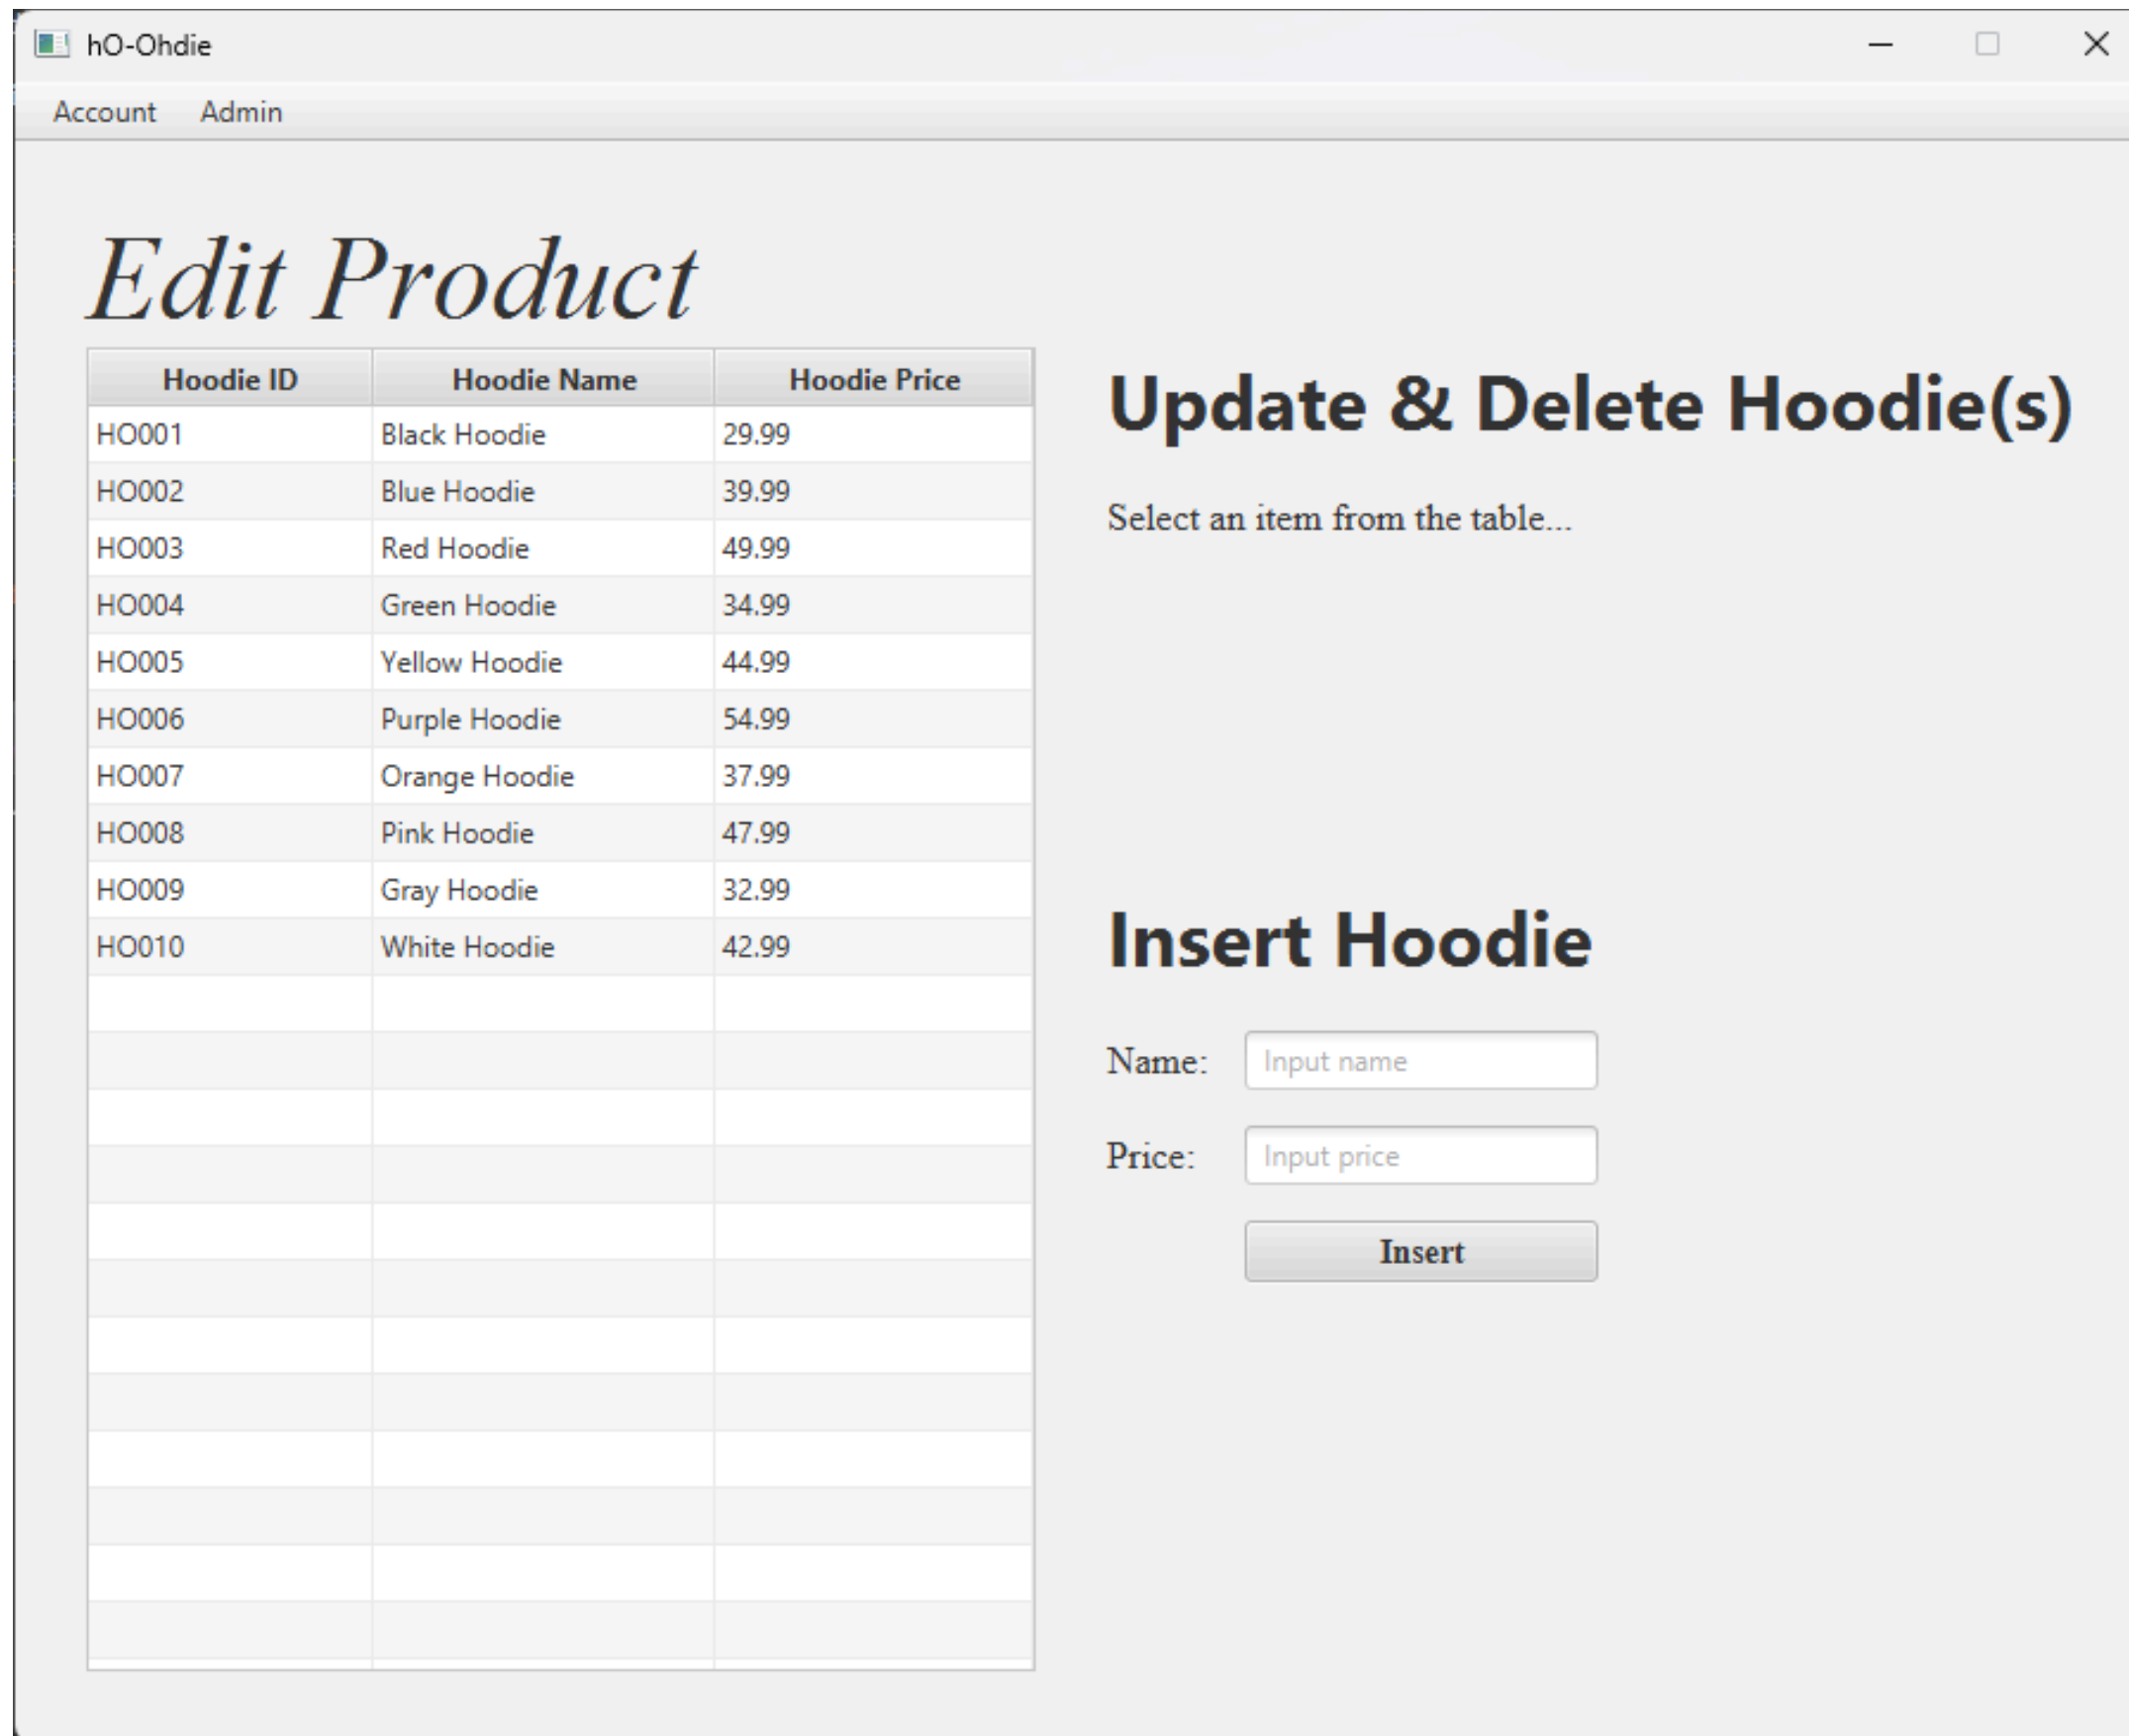 hO-Ohdie
Account Admin
Edit Product
Hoodie ID Hoodie Name Hoodie Price
HO001 Black Hoodie 29.99
HO002 Blue Hoodie 39.99
HO003 Red Hoodie 49.99
HO004 Green Hoodie 34.99
HO005 Yellow Hoodie 44.99
HO006 Purple Hoodie 54.99
HO007 Orange Hoodie 37.99
HO008 Pink Hoodie 47.99
HO009 Gray Hoodie 32.99
HO010 White Hoodie 42.99
Update & Delete Hoodie(s)
Select an item from the table...
Insert Hoodie
Name: Input name
Price: Input price
Insert